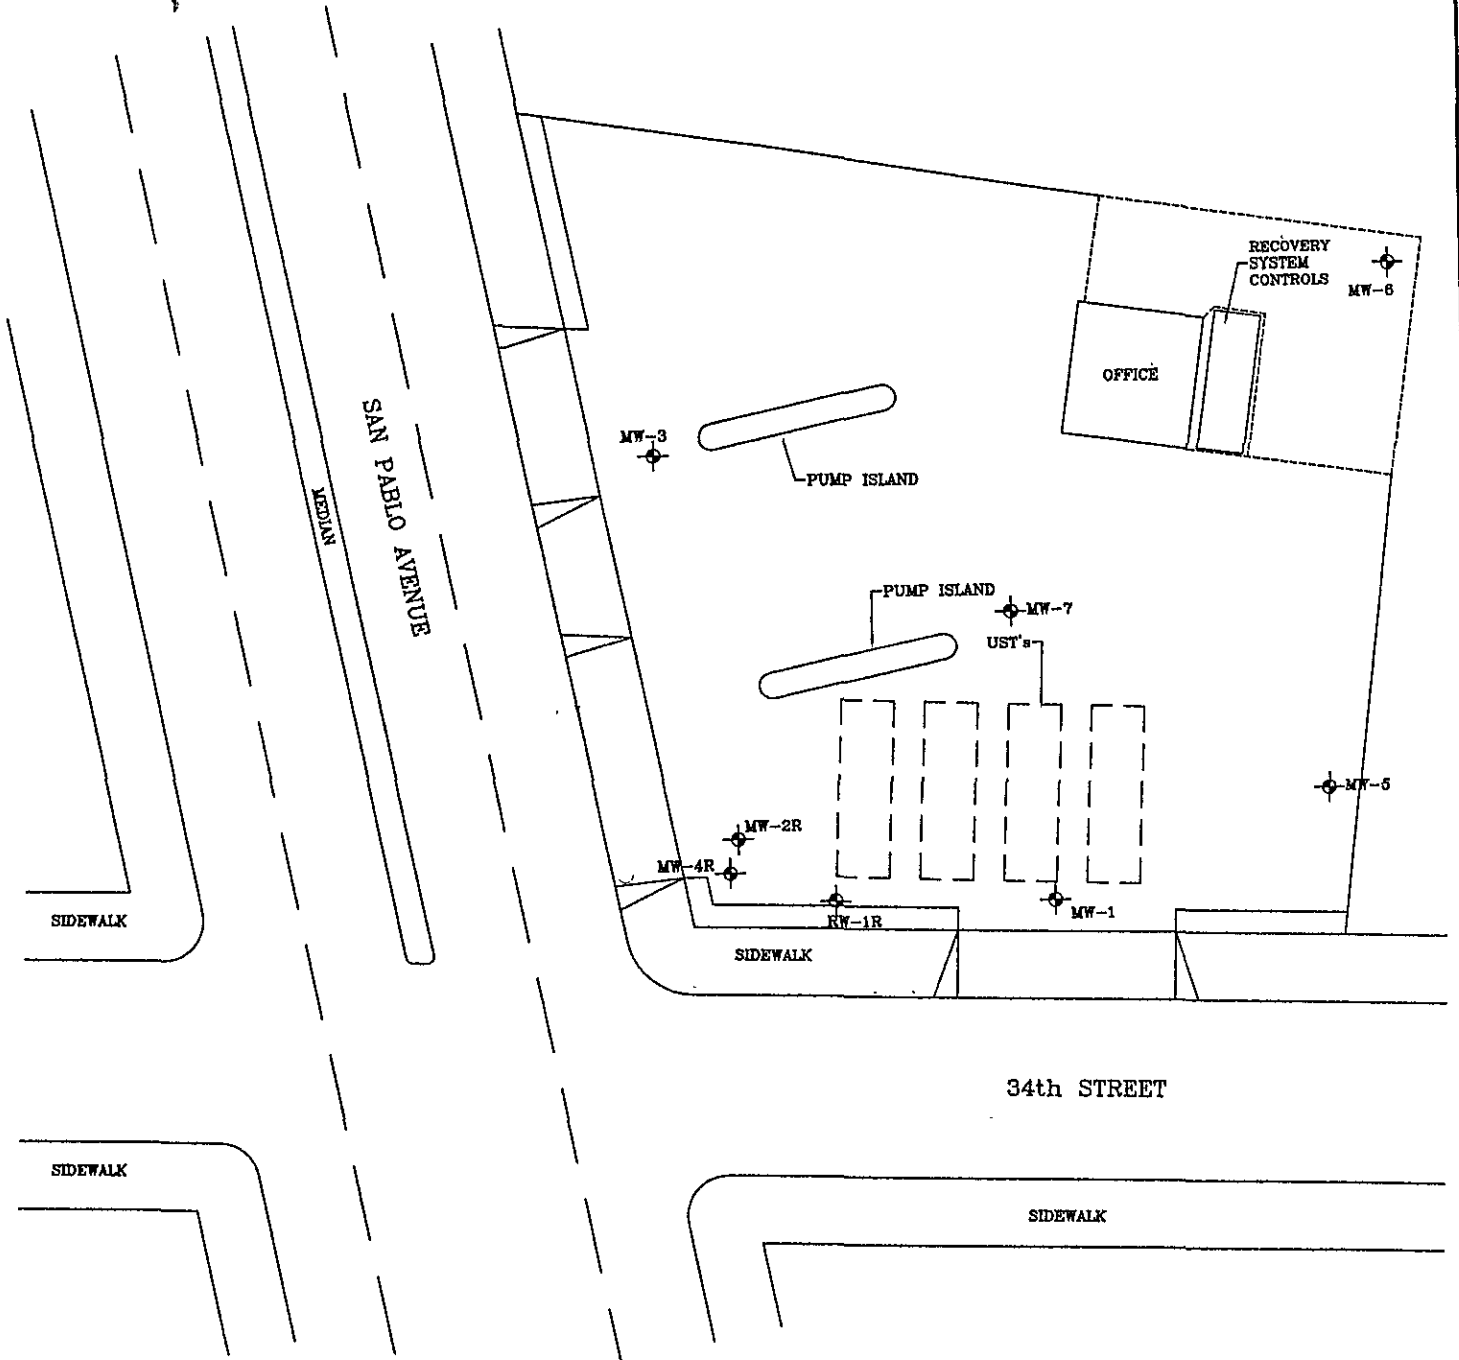 RECOVERY
SYSTEM
CONTROLS
MW-6
OFFICE
SAN PABLO AVENUE
MW-3
PUMP ISLAND
MEDIAN
PUMP ISLAND
MW-7
UST's
MW-5
MW-2R
MW-4R
RW-1R
MW-1
SIDEWALK
SIDEWALK
34th STREET
SIDEWALK
SIDEWALK